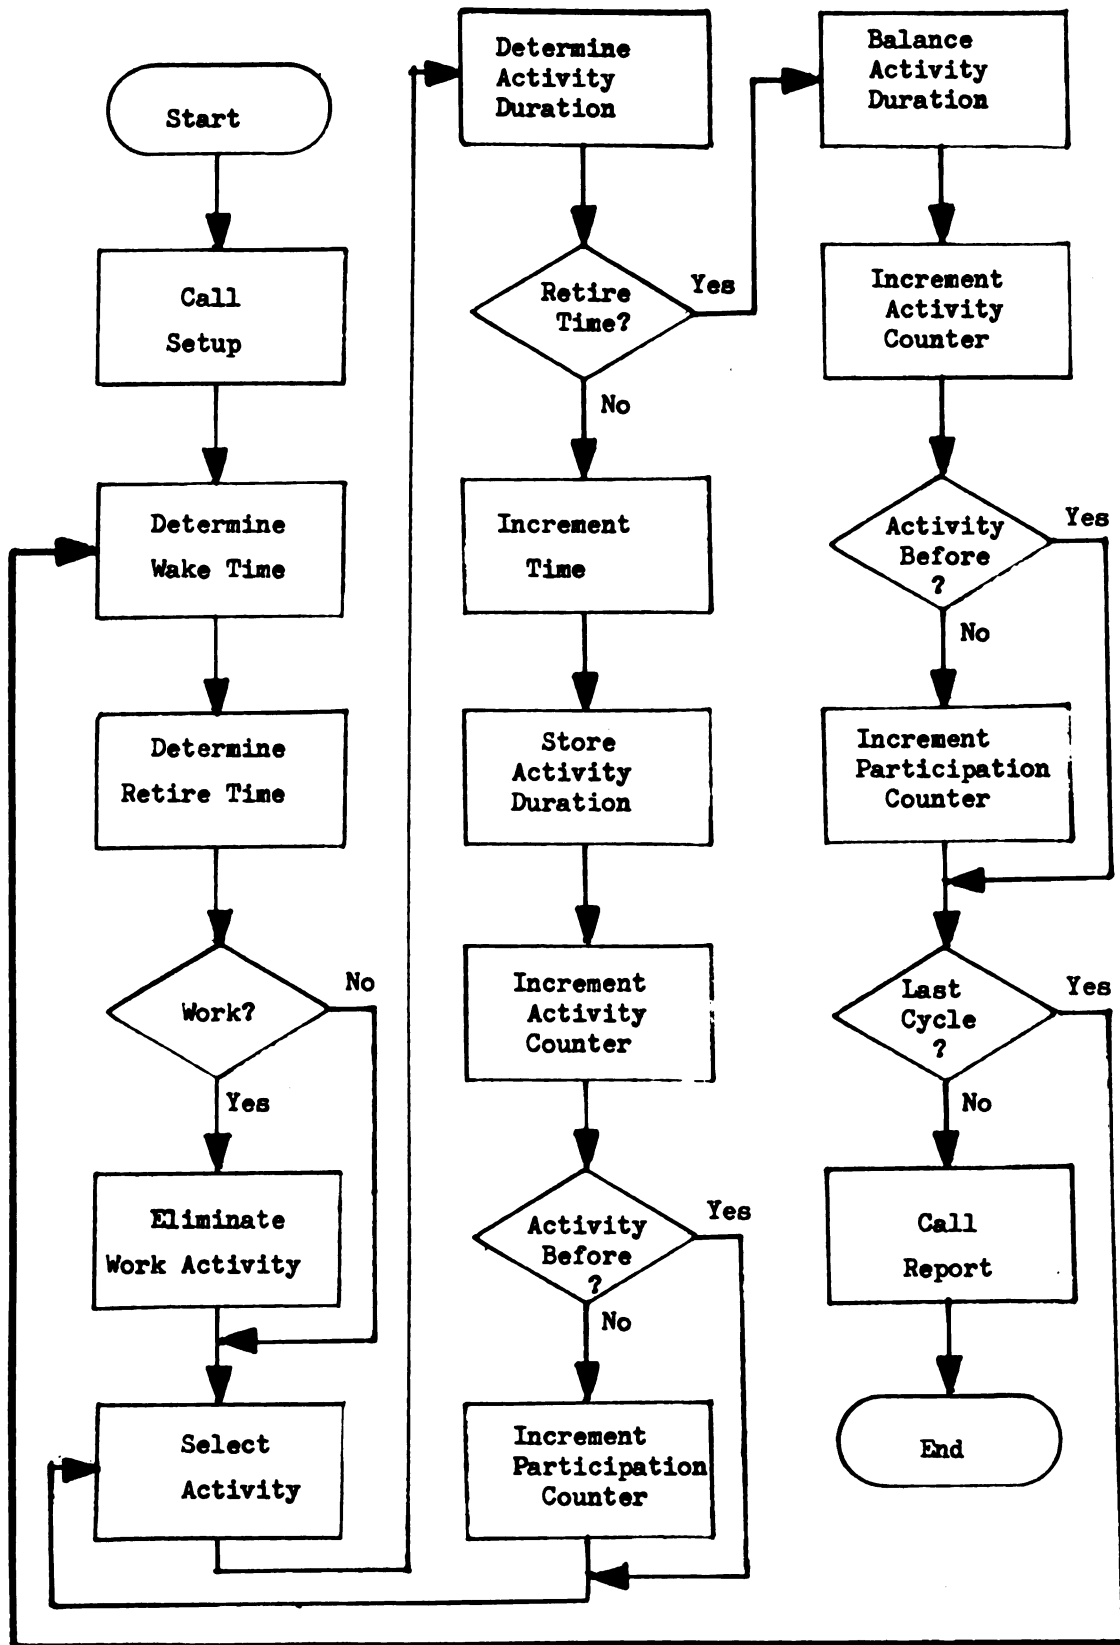 Start
Call
Setup
Determine
Wake Time
Determine
Retire Time
Work?
No
Yes
Eliminate
Work Activity
Select
Activity
Determine
Activity
Duration
Retire
Time?
Yes
No
Increment
Time
Store
Activity
Duration
Increment
Activity
Counter
Activity
Before
?
Yes
No
Increment
Participation
Counter
Balance
Activity
Duration
Increment
Activity
Counter
Activity
Before
?
Yes
No
Increment
Participation
Counter
Last
Cycle
?
Yes
No
Call
Report
End